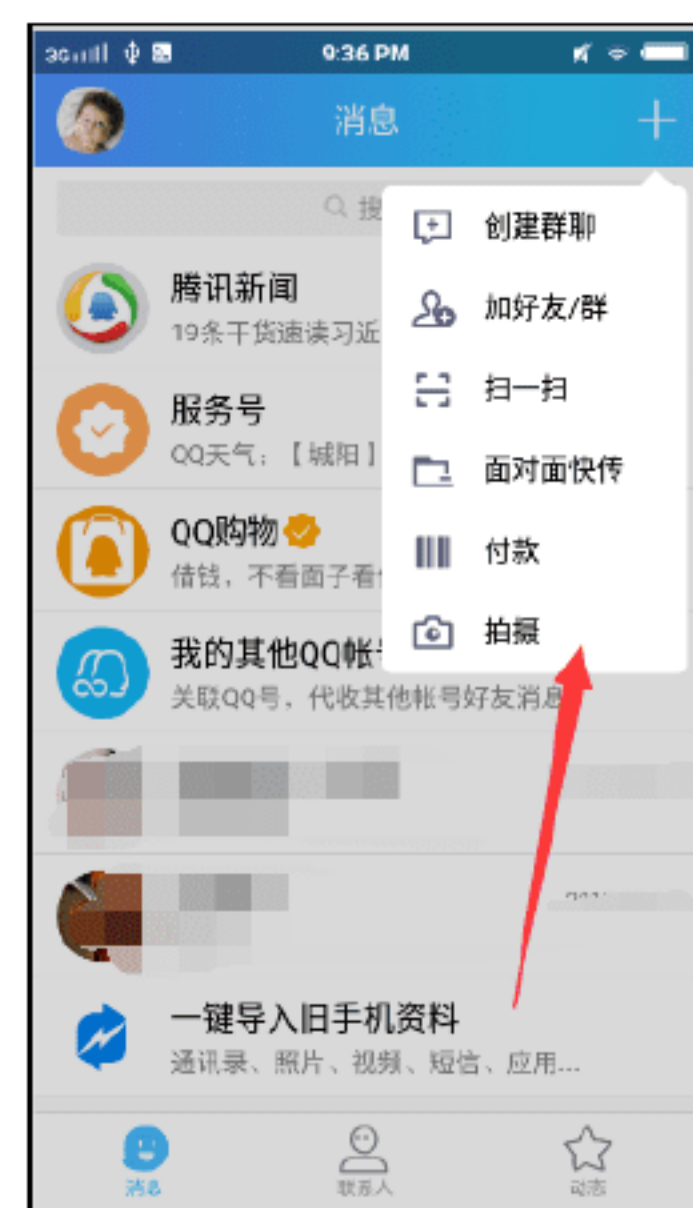 3G
9:36 PM
消息
搜
创建群聊
加好友/群
扫一扫
面对面快传
付款
拍摄
腾讯新闻
19条干货速读习近
服务号
QQ天气：【城阳】
QQ购物
借钱，不看面子看
我的其他QQ帐号
关联QQ号，代收其他帐号好友消息
一键导入旧手机资料
通讯录、照片、视频、短信、应用...
消息
联系人
动态